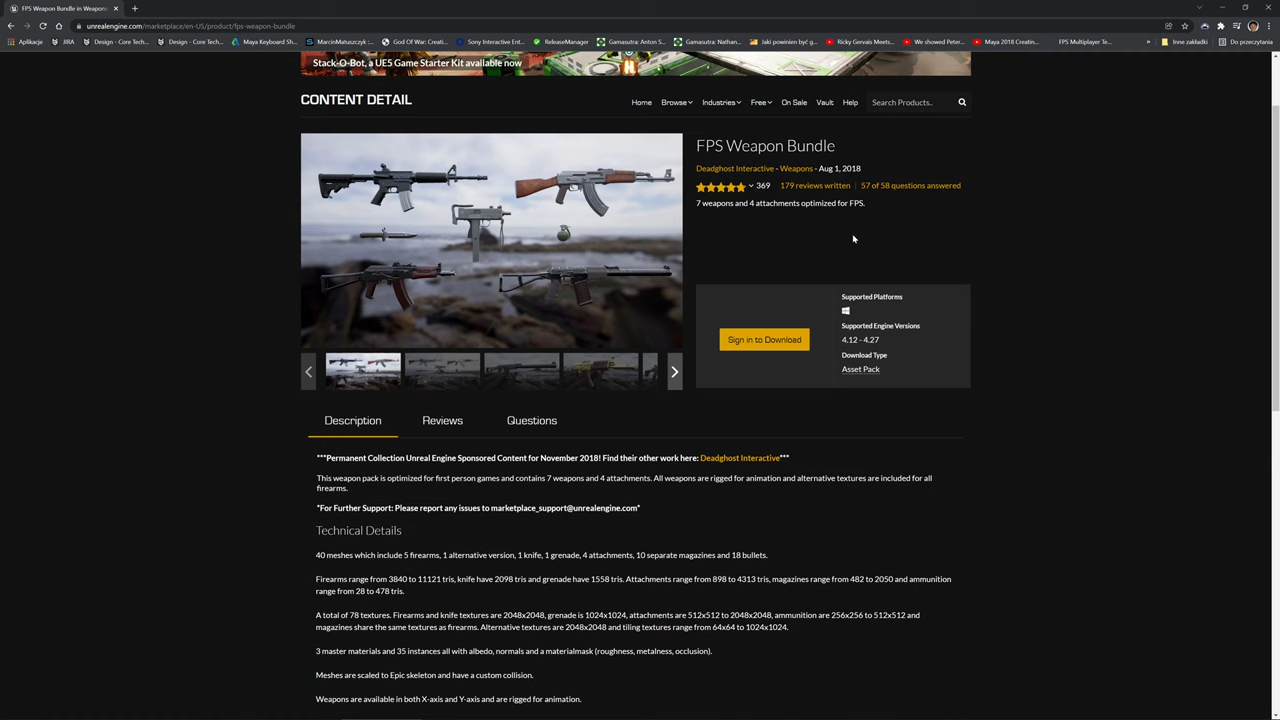 FPS Weapon Bundle in Weapons
unrealengine.com/marketplace/en-US/product/fps-weapon-bundle
Aplikacje
JIRA
Design - Core Tech...
Design - Core Tech...
Maya Keyboard Sh...
MarcinMatuszczyk :...
God Of War: Creati...
Sony Interactive Ent...
ReleaseManager
Gamasutra: Anton S...
Gamasutra: Nathan...
Jaki powinien być g...
Ricky Gervais Meets...
We showed Peter...
Maya 2018 Creatin...
FPS Multiplayer Te...
»
Inne zakładki
Do przeczytania
Stack-O-Bot, a UE5 Game Starter Kit available now
CONTENT DETAIL
Home
Browse
Industries
Free
On Sale
Vault
Help
Search Products..
FPS Weapon Bundle
Deadghost Interactive - Weapons - Aug 1, 2018
369
179 reviews written
57 of 58 questions answered
7 weapons and 4 attachments optimized for FPS.
Sign in to Download
Supported Platforms
Supported Engine Versions
4.12 - 4.27
Download Type
Asset Pack
Description
Reviews
Questions
***Permanent Collection Unreal Engine Sponsored Content for November 2018! Find their other work here: Deadghost Interactive***
This weapon pack is optimized for first person games and contains 7 weapons and 4 attachments. All weapons are rigged for animation and alternative textures are included for all
firearms.
*For Further Support: Please report any issues to marketplace_support@unrealengine.com*
Technical Details
40 meshes which include 5 firearms, 1 alternative version, 1 knife, 1 grenade, 4 attachments, 10 separate magazines and 18 bullets.
Firearms range from 3840 to 11121 tris, knife have 2098 tris and grenade have 1558 tris. Attachments range from 898 to 4313 tris, magazines range from 482 to 2050 and ammunition
range from 28 to 478 tris.
A total of 78 textures. Firearms and knife textures are 2048x2048, grenade is 1024x1024, attachments are 512x512 to 2048x2048, ammunition are 256x256 to 512x512 and
magazines share the same textures as firearms. Alternative textures are 2048x2048 and tiling textures range from 64x64 to 1024x1024.
3 master materials and 35 instances all with albedo, normals and a materialmask (roughness, metalness, occlusion).
Meshes are scaled to Epic skeleton and have a custom collision.
Weapons are available in both X-axis and Y-axis and are rigged for animation.